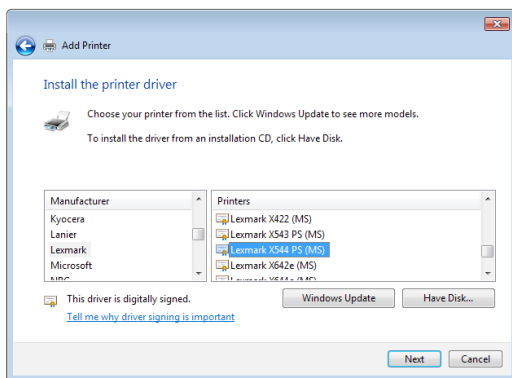 Add Printer
Install the printer driver
Choose your printer from the list. Click Windows Update to see more models.
To install the driver from an installation CD, click Have Disk.
Manufacturer
Kyocera
Lanier
Lexmark
Microsoft
NRG
Printers
Lexmark X422 (MS)
Lexmark X543 PS (MS)
Lexmark X544 PS (MS)
Lexmark X642e (MS)
This driver is digitally signed.
Tell me why driver signing is important
Windows Update
Have Disk...
Next
Cancel